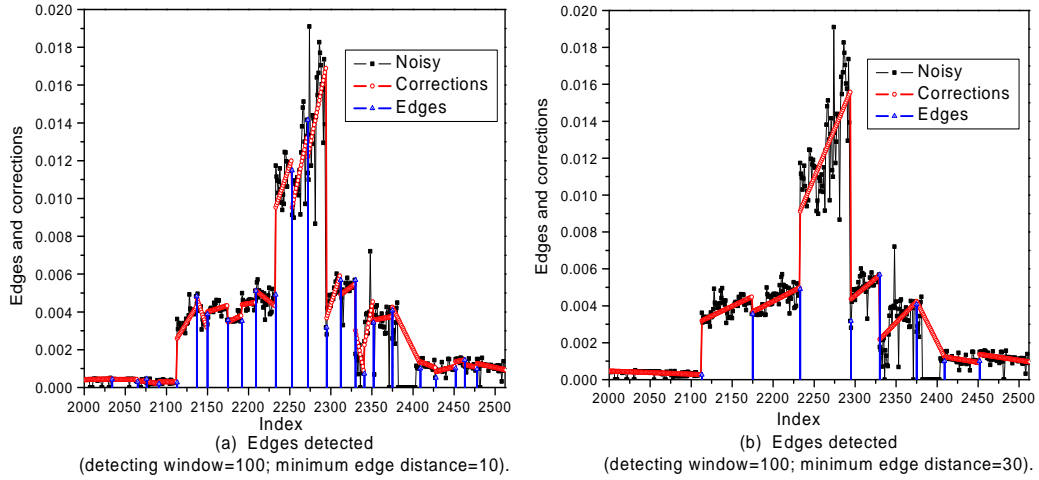 0.020
0.018
0.016
0.014
0.012
0.010
0.008
0.006
0.004
0.002
0.000
Edges and corrections
Noisy
Corrections
Edges
2000 2050 2100 2150 2200 2250 2300 2350 2400 2450 2500
Index
(a) Edges detected
(detecting window=100; minimum edge distance=10).
0.020
0.018
0.016
0.014
0.012
0.010
0.008
0.006
0.004
0.002
0.000
Edges and corrections
Noisy
Corrections
Edges
2000 2050 2100 2150 2200 2250 2300 2350 2400 2450 2500
Index
(b) Edges detected
(detecting window=100; minimum edge distance=30).